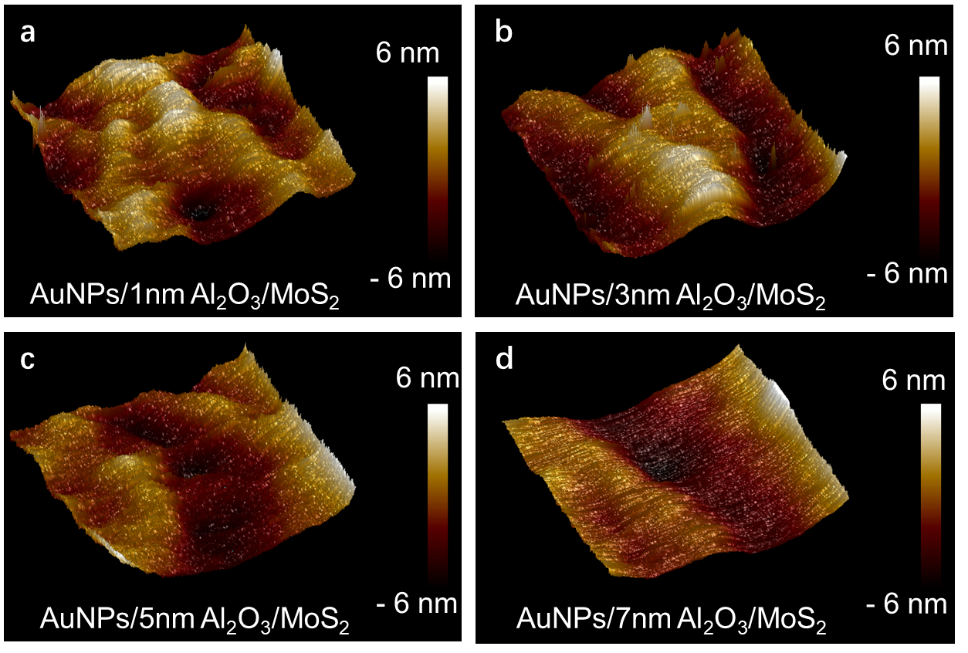 a
6 nm
- 6 nm
AuNPs/1nm Al₂O₃/MoS₂
b
6 nm
- 6 nm
AuNPs/3nm Al₂O₃/MoS₂
c
6 nm
- 6 nm
AuNPs/5nm Al₂O₃/MoS₂
d
6 nm
- 6 nm
AuNPs/7nm Al₂O₃/MoS₂